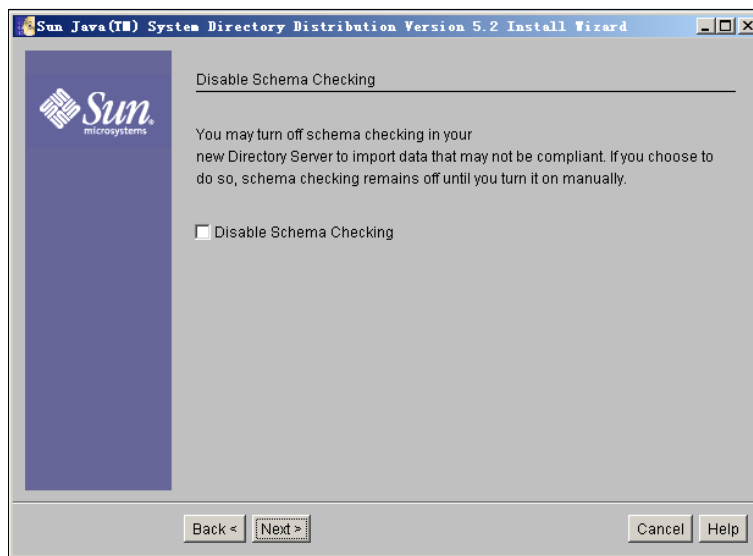 Sun Java(TM) System Directory Distribution Version 5.2 Install Wizard
Sun.
microsystems
Disable Schema Checking
You may turn off schema checking in your
new Directory Server to import data that may not be compliant. If you choose to
do so, schema checking remains off until you turn it on manually.
Disable Schema Checking
Back < Next > Cancel Help